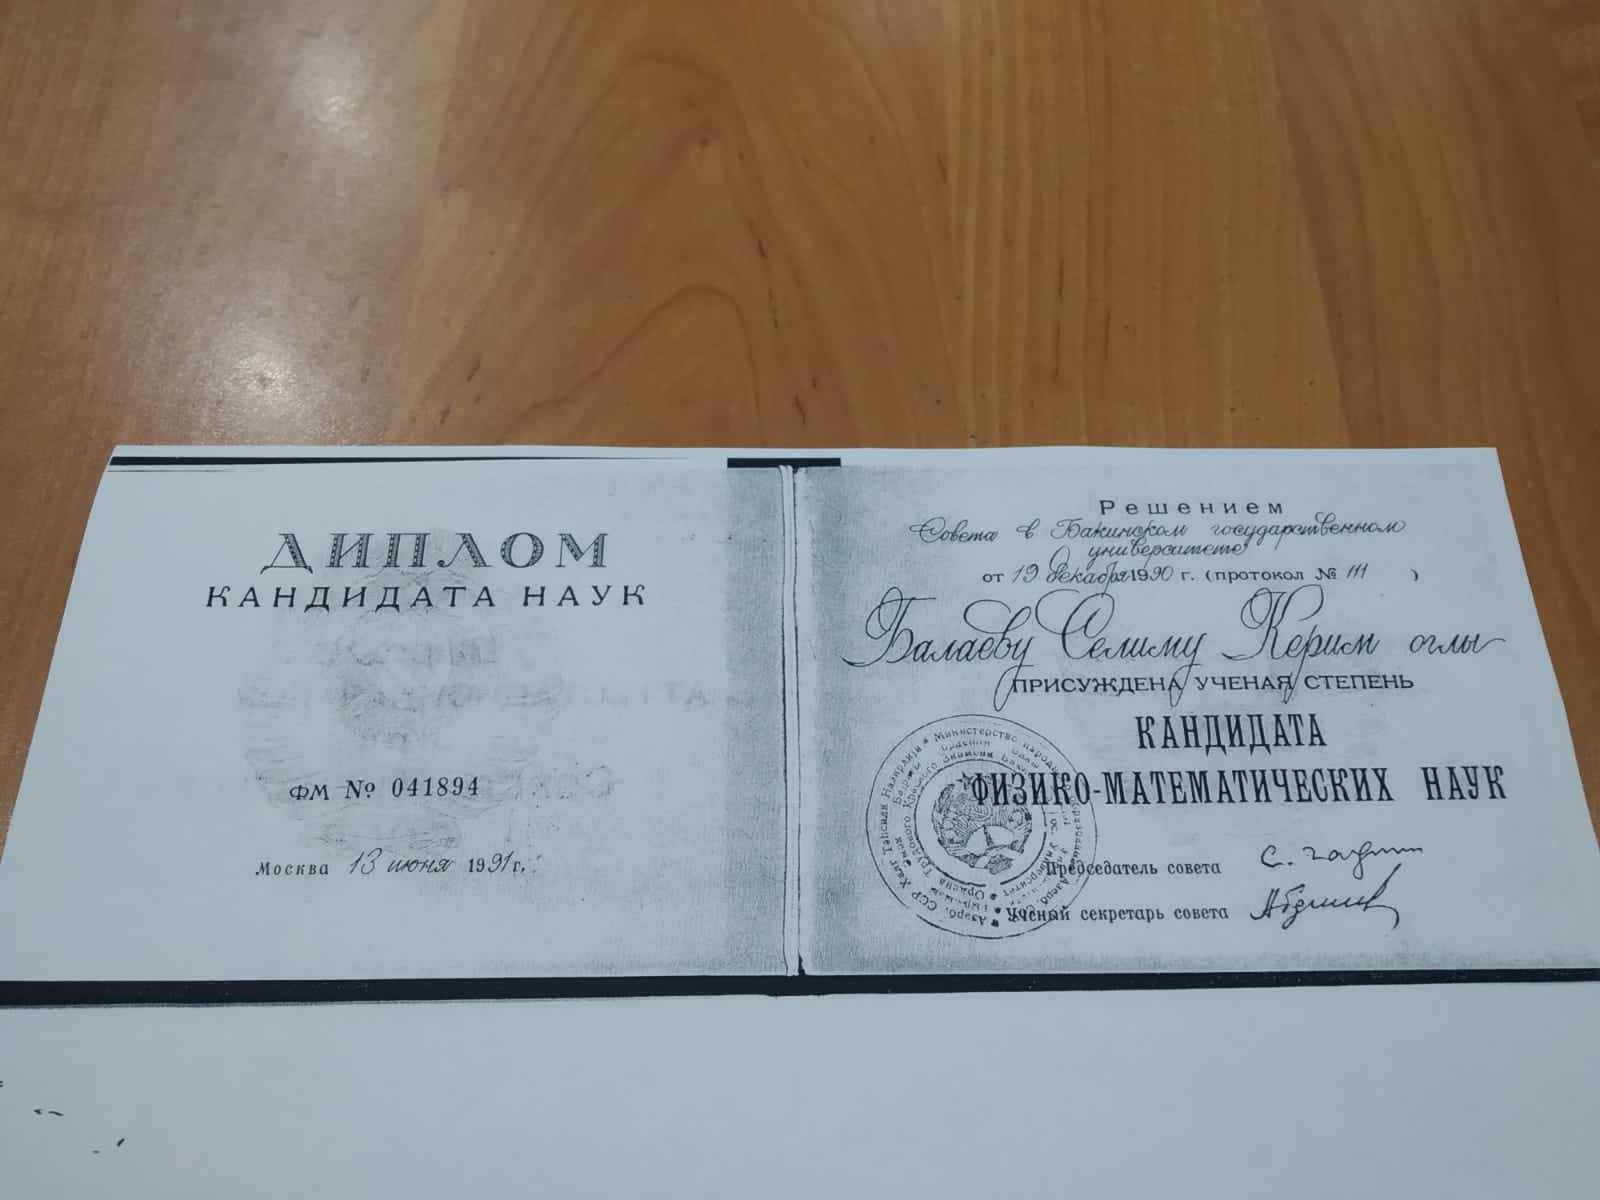 ДИПЛОМ
КАНДИДАТА НАУК
ФМ № 041894
Москва 13 июня 1991 г.
Решением
Совета в Бакинском государственном
университете
от 19 декабря 1990 г. (протокол № 111 )
Балаеву Селиму Керим оглы
ПРИСУЖДЕНА УЧЕНАЯ СТЕПЕНЬ
КАНДИДАТА
ФИЗИКО-МАТЕМАТИЧЕСКИХ НАУК
Председатель совета
Ученый секретарь совета